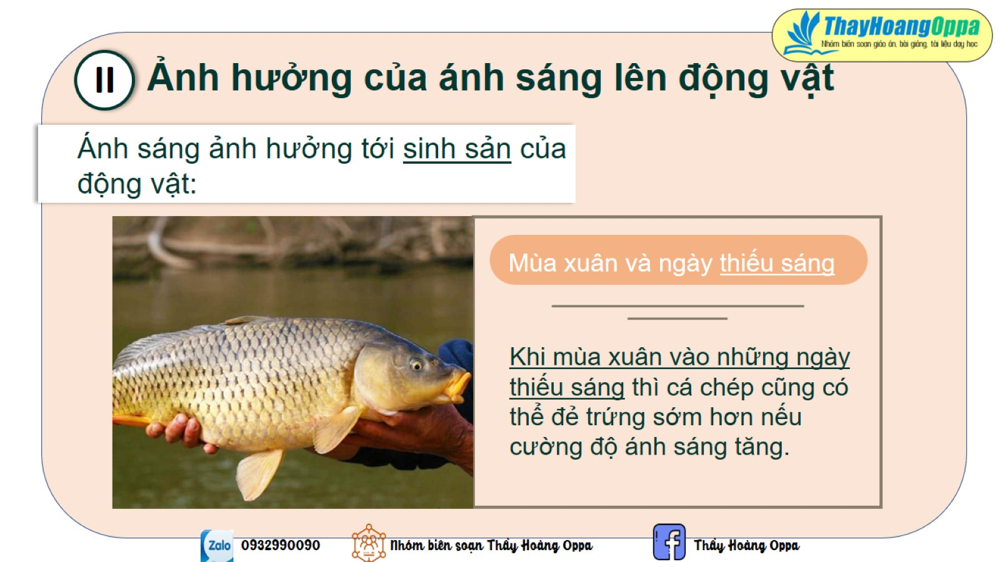 ThayHoangOppa
Nhóm biên soạn giáo án, bài giảng, tài liệu dạy học
II
Ảnh hưởng của ánh sáng lên động vật
Ánh sáng ảnh hưởng tới sinh sản của
động vật:
Mùa xuân và ngày thiếu sáng
Khi mùa xuân vào những ngày
thiếu sáng thì cá chép cũng có
thể đẻ trứng sớm hơn nếu
cường độ ánh sáng tăng.
Zalo 0932990090
Nhóm biên soạn Thầy Hoàng Oppa
Thầy Hoàng Oppa